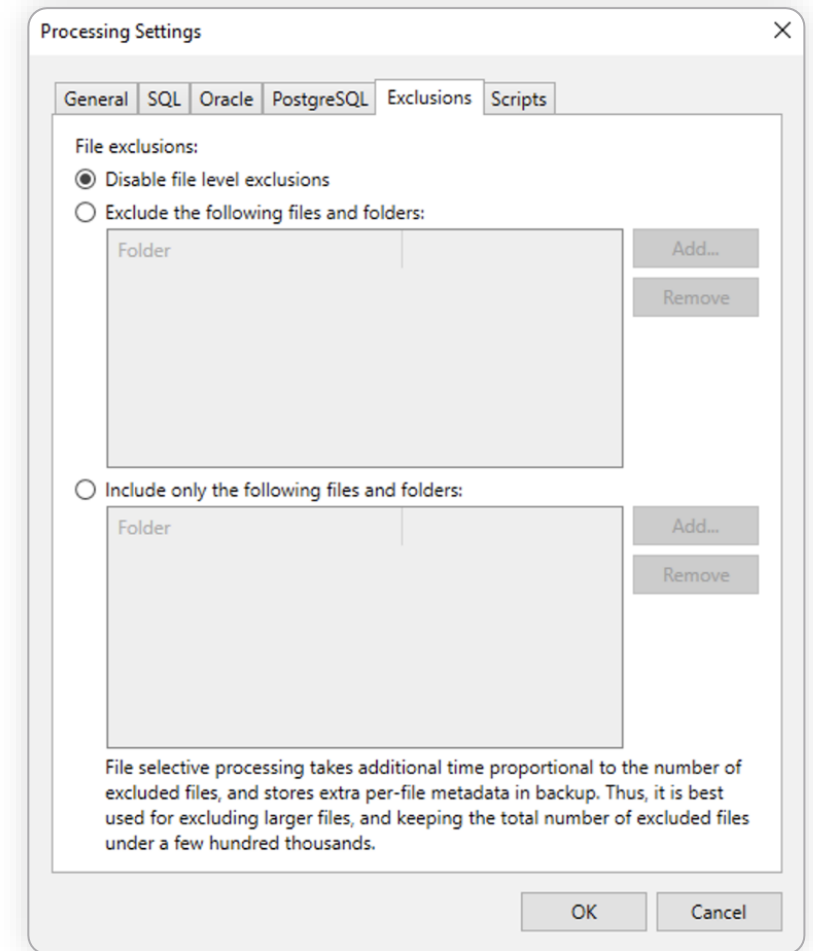 Processing Settings
General SQL Oracle PostgreSQL Exclusions Scripts
File exclusions:
Disable file level exclusions
Exclude the following files and folders:
Folder
Add...
Remove
Include only the following files and folders:
Folder
Add...
Remove
File selective processing takes additional time proportional to the number of
excluded files, and stores extra per-file metadata in backup. Thus, it is best
used for excluding larger files, and keeping the total number of excluded files
under a few hundred thousands.
OK Cancel